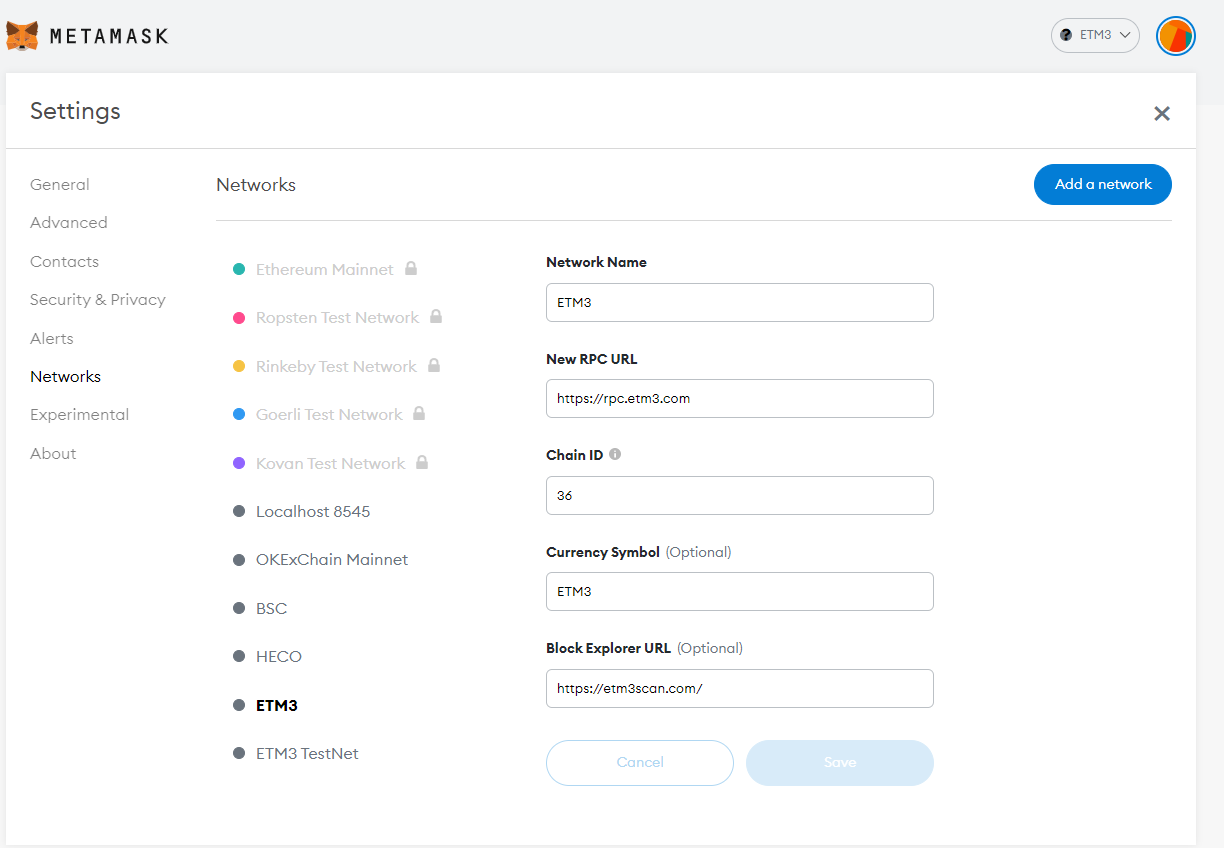 METAMASK
ETM3
Settings
General
Advanced
Contacts
Security & Privacy
Alerts
Networks
Experimental
About
Networks
Add a network
Ethereum Mainnet
Ropsten Test Network
Rinkeby Test Network
Goerli Test Network
Kovan Test Network
Localhost 8545
OKExChain Mainnet
BSC
HECO
ETM3
ETM3 TestNet
Network Name
ETM3
New RPC URL
https://rpc.etm3.com
Chain ID
36
Currency Symbol (Optional)
ETM3
Block Explorer URL (Optional)
https://etm3scan.com/
Cancel
Save